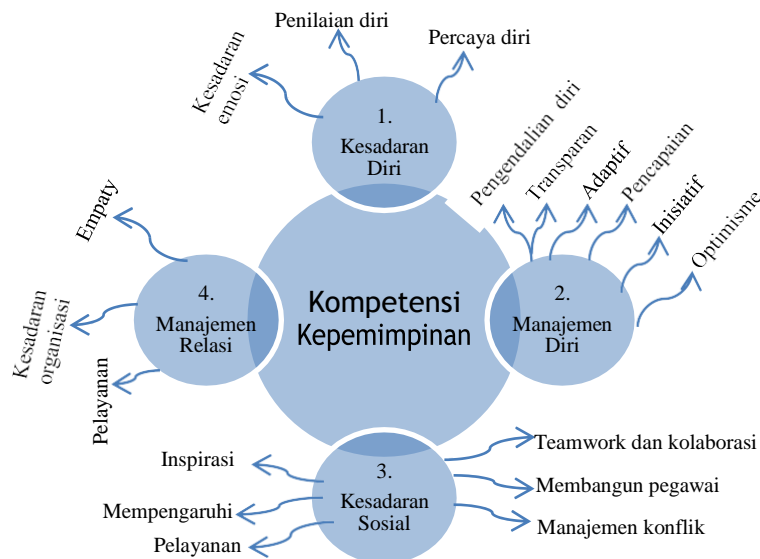 Penilaian diri
Percaya diri
Kesadaran
emosi
1.
Kesadaran
Diri
Pengendalian diri
Transparan
Adaptif
Pencapaian
Inisiatif
Optimisme
2.
Manajemen
Diri
Kompetensi
Kepemimpinan
Empaty
Kesadaran
organisasi
Pelayanan
4.
Manajemen
Relasi
Inspirasi
Mempengaruhi
Pelayanan
3.
Kesadaran
Sosial
Teamwork dan kolaborasi
Membangun pegawai
Manajemen konflik